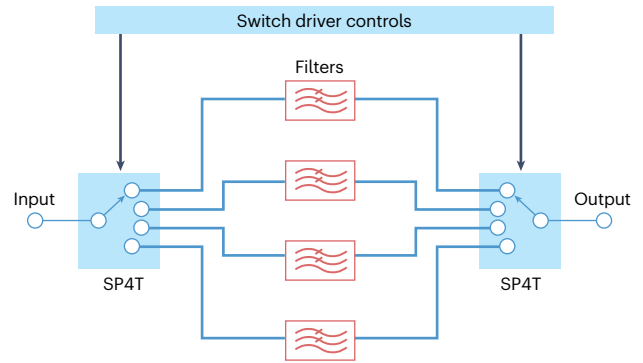 Switch driver controls
Filters
Input
Output
SP4T
SP4T